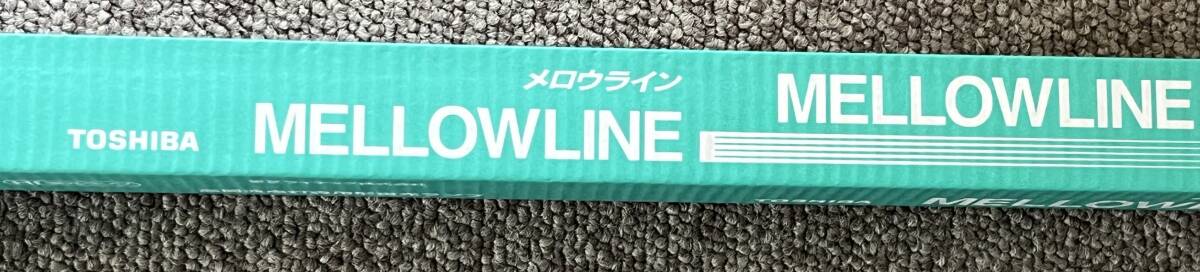 メロウライン
TOSHIBA MELLOWLINE
MELLOWLINE
TOSHIBA